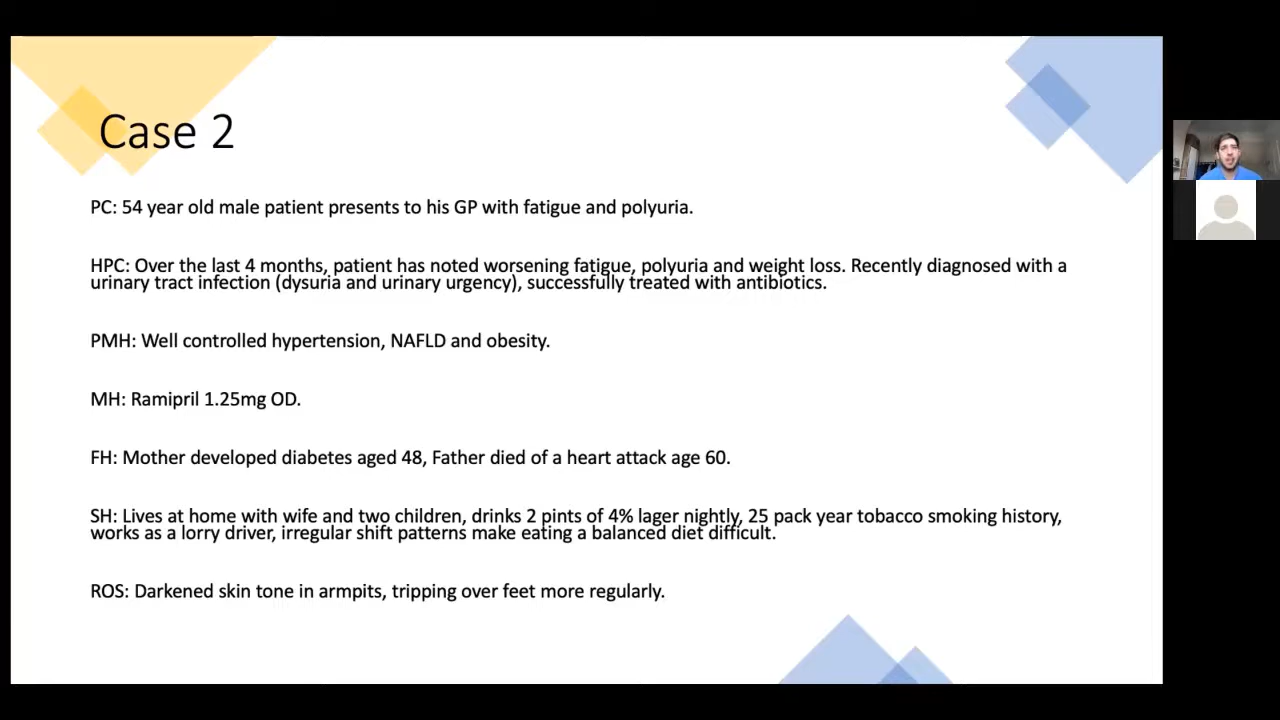 Case 2
PC: 54 year old male patient presents to his GP with fatigue and polyuria.
HPC: Over the last 4 months, patient has noted worsening fatigue, polyuria and weight loss. Recently diagnosed with a
urinary tract infection (dysuria and urinary urgency), successfully treated with antibiotics.
PMH: Well controlled hypertension, NAFLD and obesity.
MH: Ramipril 1.25mg OD.
FH: Mother developed diabetes aged 48, Father died of a heart attack age 60.
SH: Lives at home with wife and two children, drinks 2 pints of 4% lager nightly, 25 pack year tobacco smoking history,
works as a lorry driver, irregular shift patterns make eating a balanced diet difficult.
ROS: Darkened skin tone in armpits, tripping over feet more regularly.